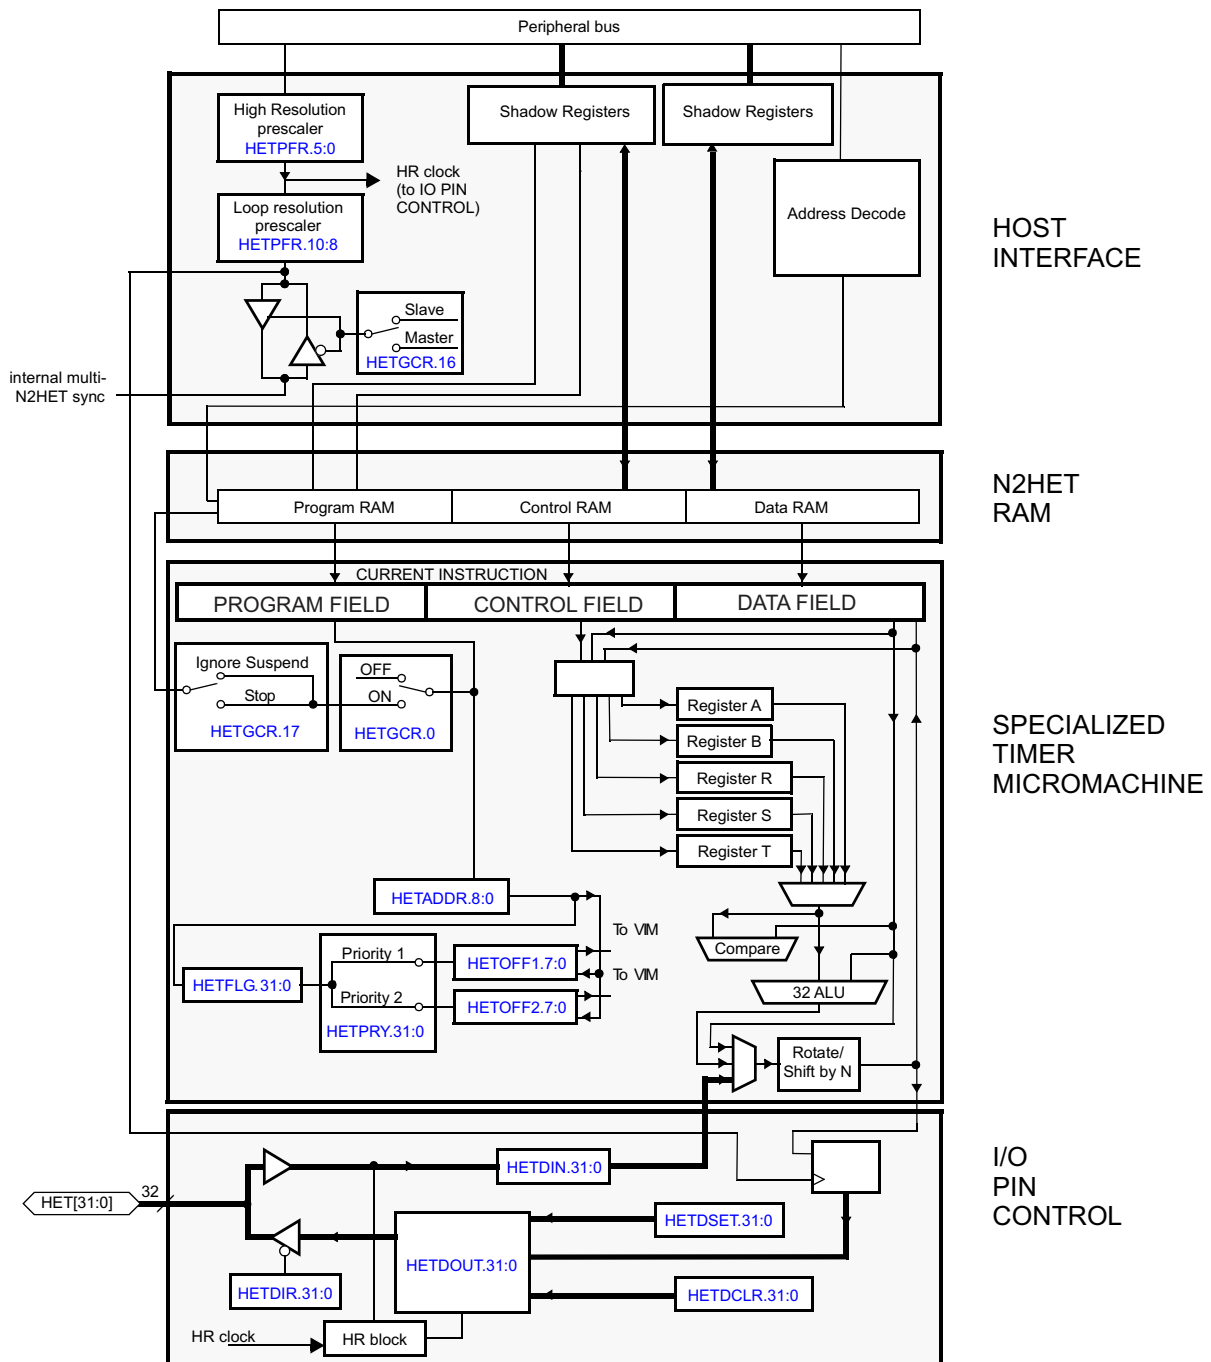 Peripheral bus
High Resolution
prescaler
HETPFR.5:0
Shadow Registers
Shadow Registers
HR clock
(to IO PIN
CONTROL)
Loop resolution
prescaler
HETPFR.10:8
Address Decode
HOST
INTERFACE
Slave
Master
HETGCR.16
internal multi-
N2HET sync
N2HET
RAM
Program RAM
Control RAM
Data RAM
CURRENT INSTRUCTION
PROGRAM FIELD
CONTROL FIELD
DATA FIELD
Ignore Suspend
Stop
HETGCR.17
OFF
ON
HETGCR.0
Register A
Register B
Register R
Register S
Register T
SPECIALIZED
TIMER
MICROMACHINE
HETADDR.8:0
To VIM
To VIM
Compare
HETFLG.31:0
Priority 1
Priority 2
HETPRY.31:0
HETOFF1.7:0
HETOFF2.7:0
32 ALU
Rotate/
Shift by N
I/O
PIN
CONTROL
HET[31:0]
32
HETDIN.31:0
HETDSET.31:0
HETDOUT.31:0
HETDIR.31:0
HETDCLR.31:0
HR clock
HR block